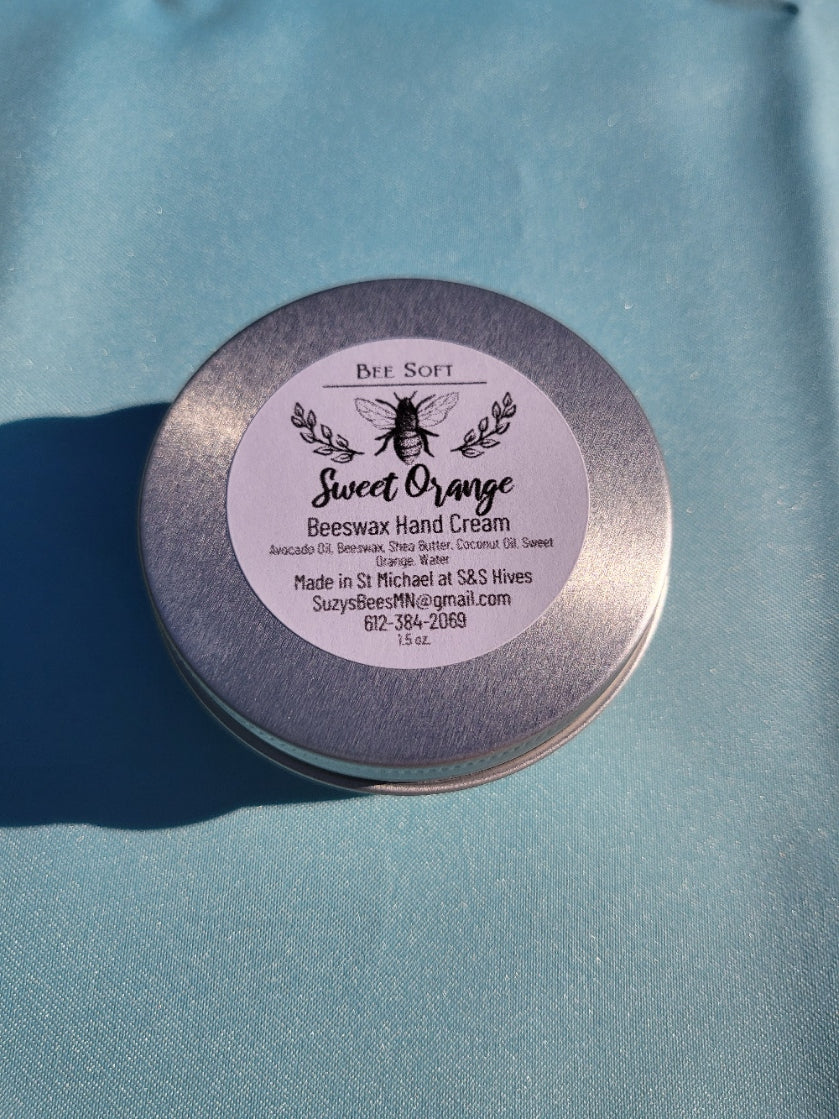 BEE SOFT
Sweet Orange
Beeswax Hand Cream
Avocado Oil, Beeswax, Shea Butter, Coconut Oil, Sweet
Orange, Water
Made in St Michael at S&S Hives
SuzysBeesMN@gmail.com
612-384-2069
1.5 oz.